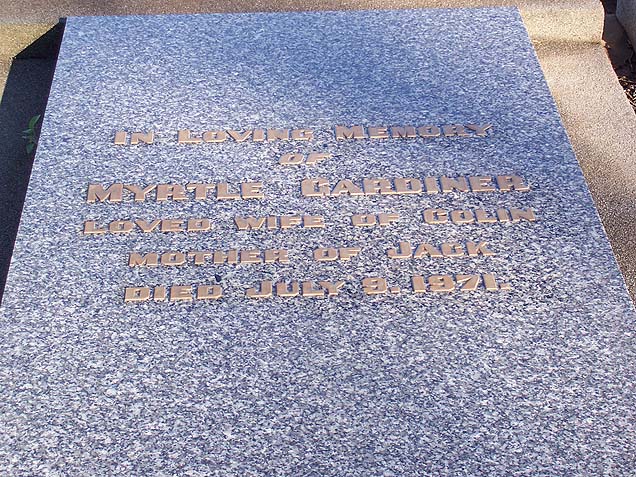 In Loving Memory
of
Myrtle Gardiner
loved wife of Colin
mother of Jack
Died July 9, 1971.